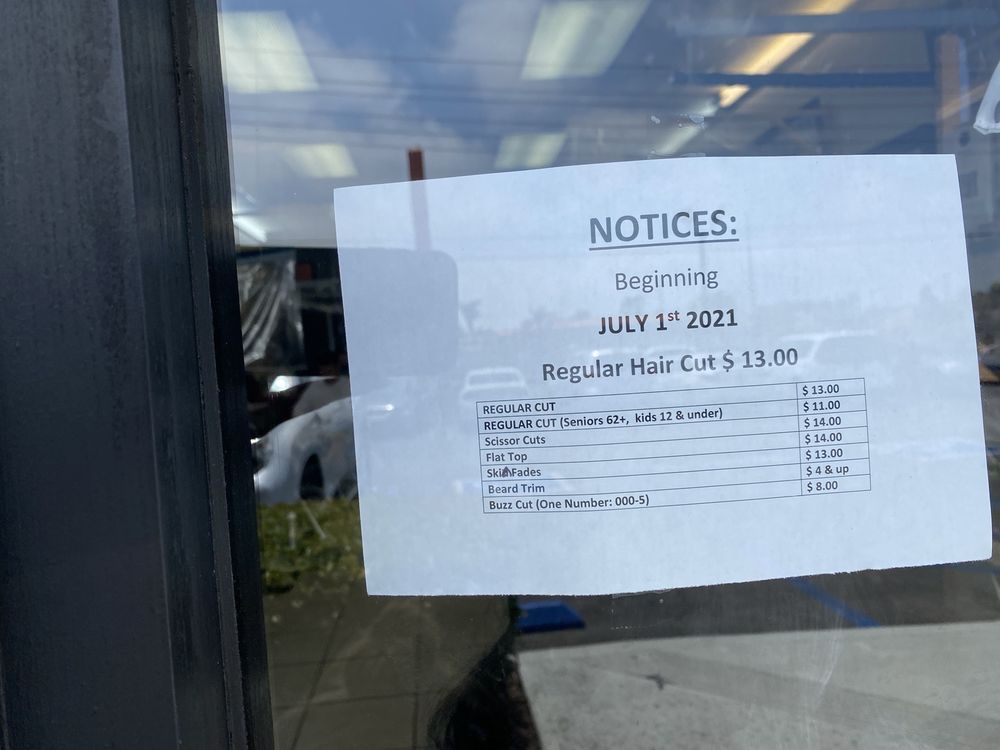 NOTICES:
Beginning
JULY 1st 2021
Regular Hair Cut $ 13.00
REGULAR CUT $ 13.00
REGULAR CUT (Seniors 62+, kids 12 & under) $ 11.00
Scissor Cuts $ 14.00
Flat Top $ 14.00
Skin Fades $ 13.00
Beard Trim $ 4 & up
Buzz Cut (One Number: 000-5) $ 8.00